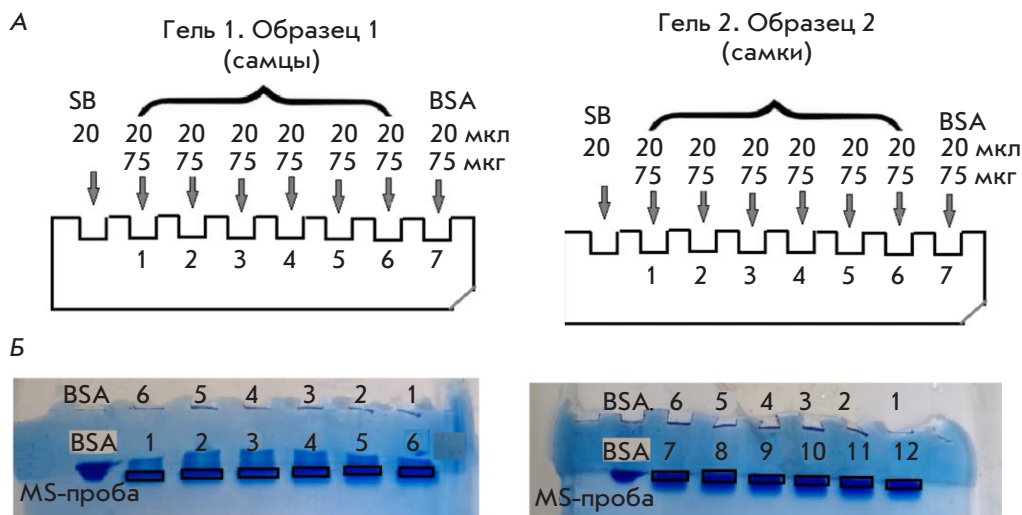 А
Гель 1. Образец 1
(самцы)
SB BSA
20 20 20 20 20 20 20 20 мкл
75 75 75 75 75 75 75 мкг
1 2 3 4 5 6 7
Гель 2. Образец 2
(самки)
SB BSA
20 20 20 20 20 20 20 20 мкл
75 75 75 75 75 75 75 мкг
1 2 3 4 5 6 7
Б
BSA 6 5 4 3 2 1
BSA 1 2 3 4 5 6
MS-проба
BSA. 6 5 4 3 2 1
BSA 7 8 9 10 11 12
MS-проба